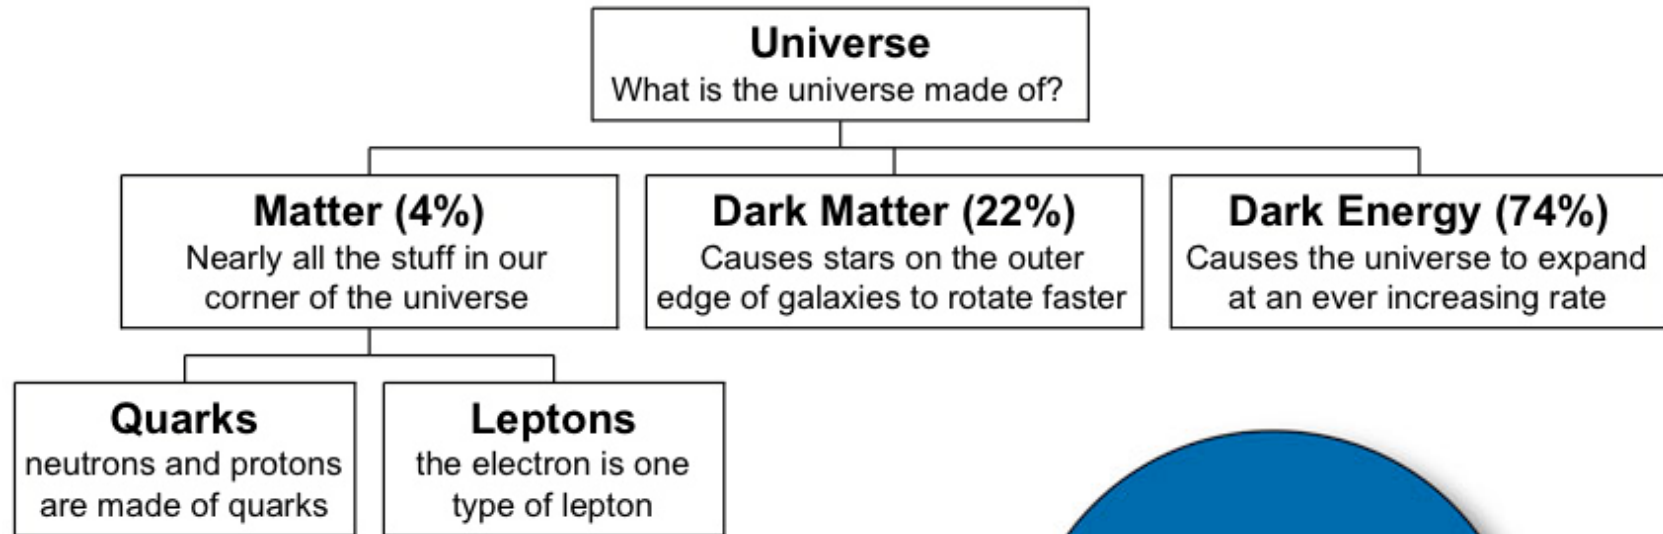 Universe
What is the universe made of?
Matter (4%)
Nearly all the stuff in our
corner of the universe
Dark Matter (22%)
Causes stars on the outer
edge of galaxies to rotate faster
Dark Energy (74%)
Causes the universe to expand
at an ever increasing rate
Quarks
neutrons and protons
are made of quarks
Leptons
the electron is one
type of lepton